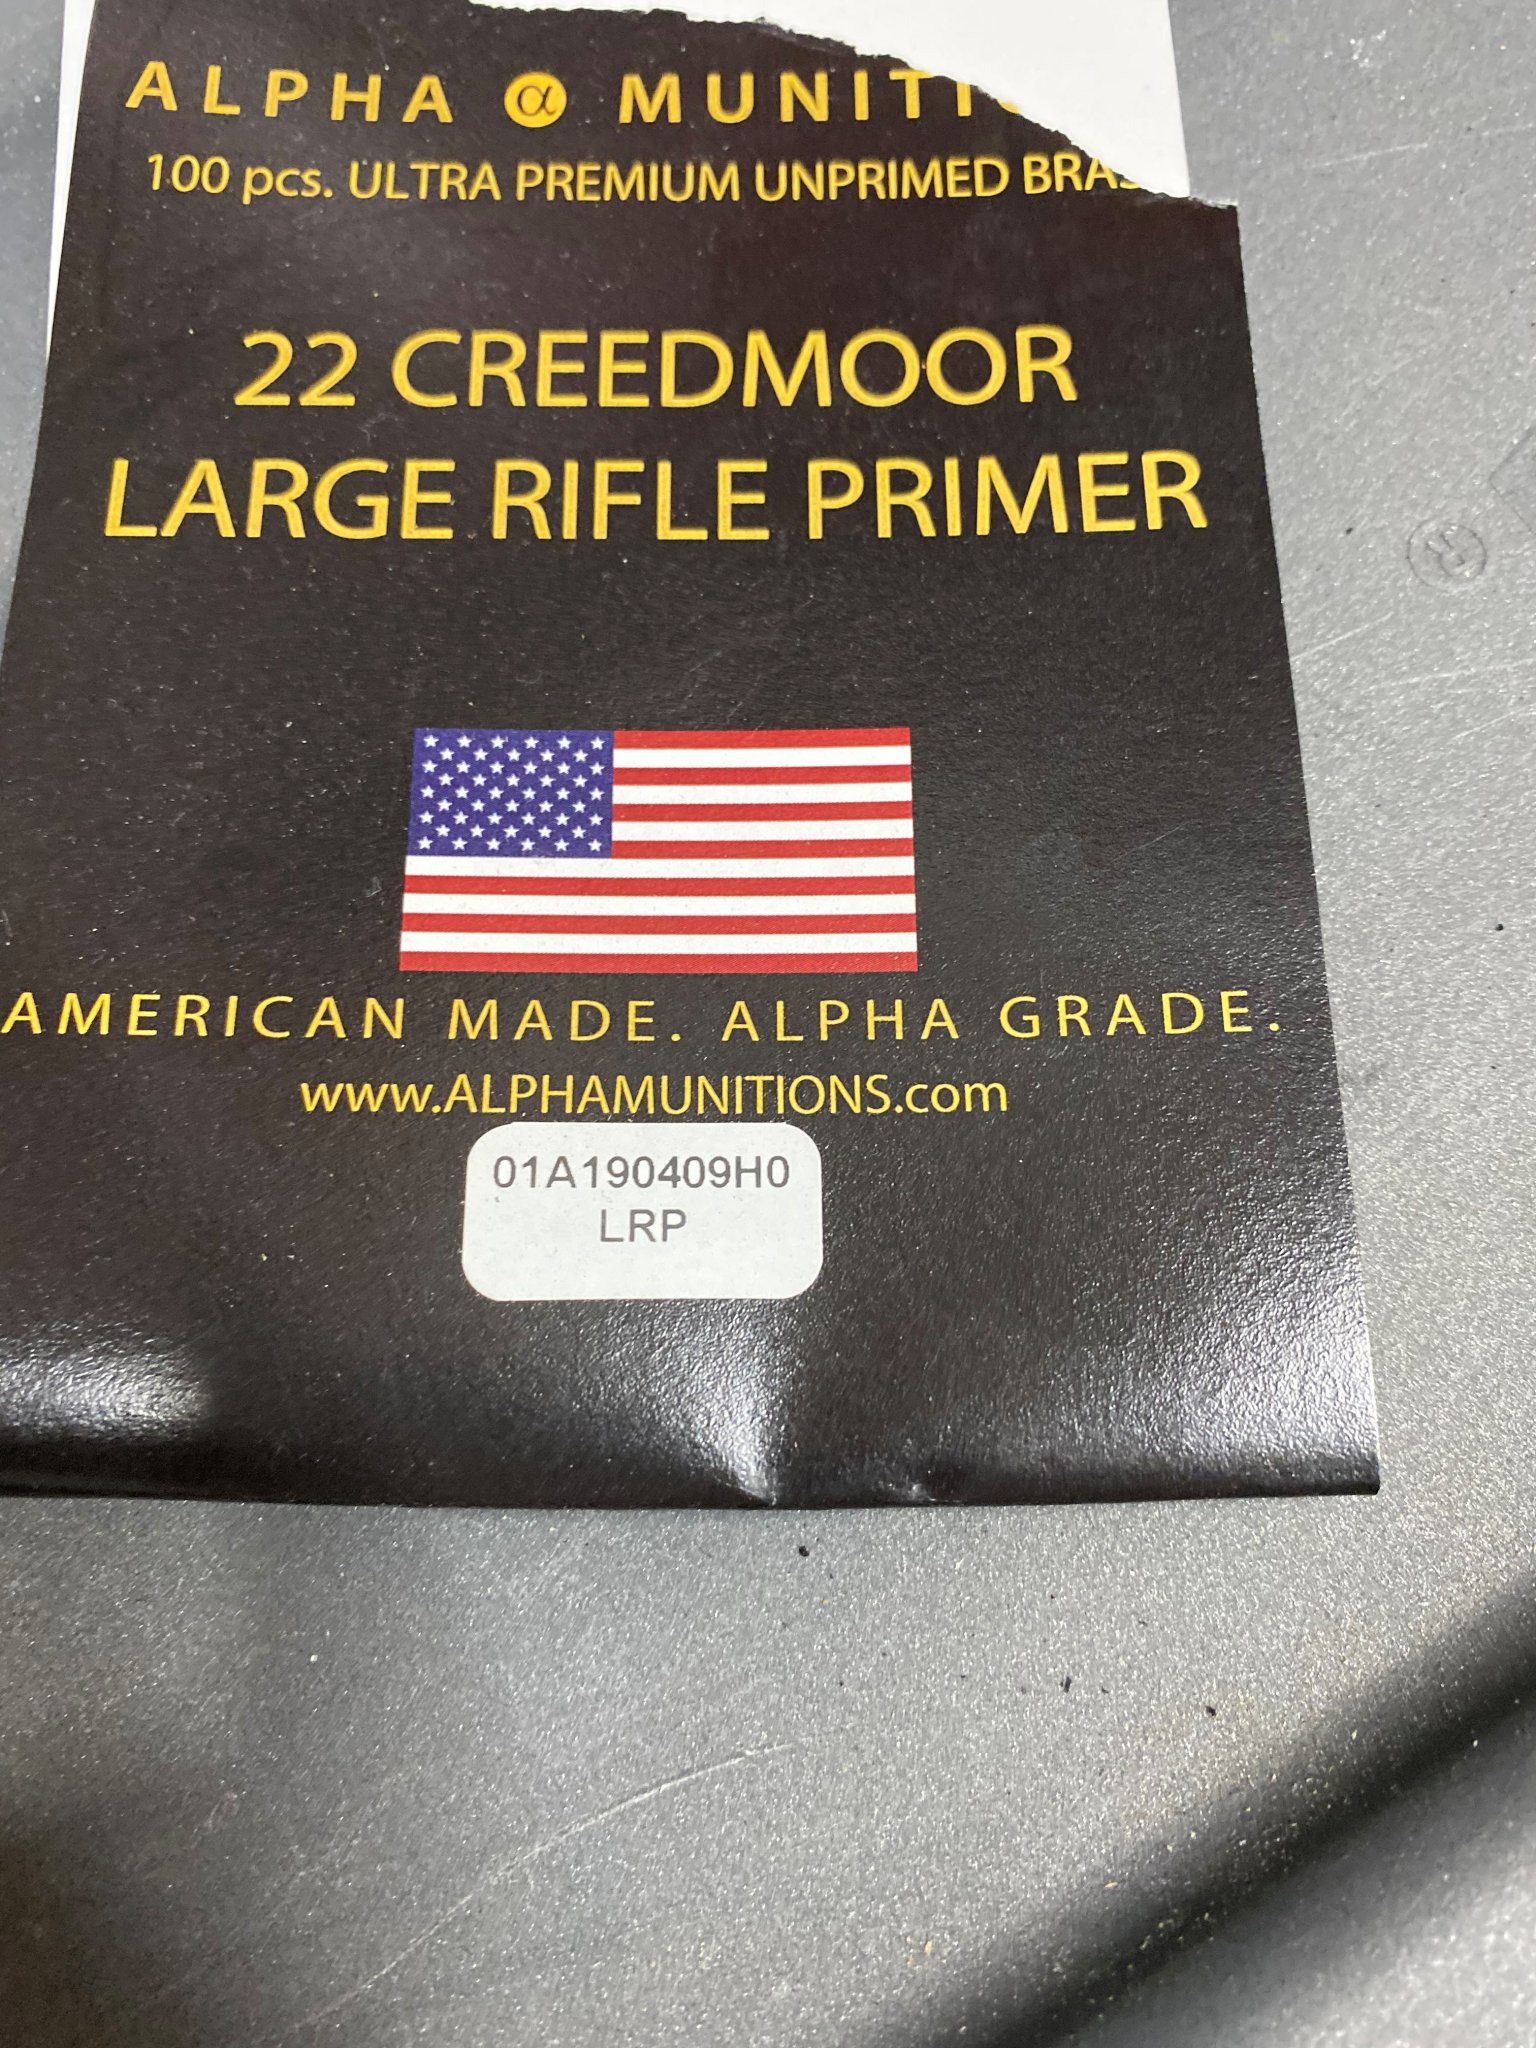 ALPHA α MUNITI
100 pcs. ULTRA PREMIUM UNPRIMED BRAS
22 CREEDMOOR
LARGE RIFLE PRIMER
®
AMERICAN MADE. ALPHA GRADE.
www.ALPHAMUNITIONS.com
01A190409H0
LRP